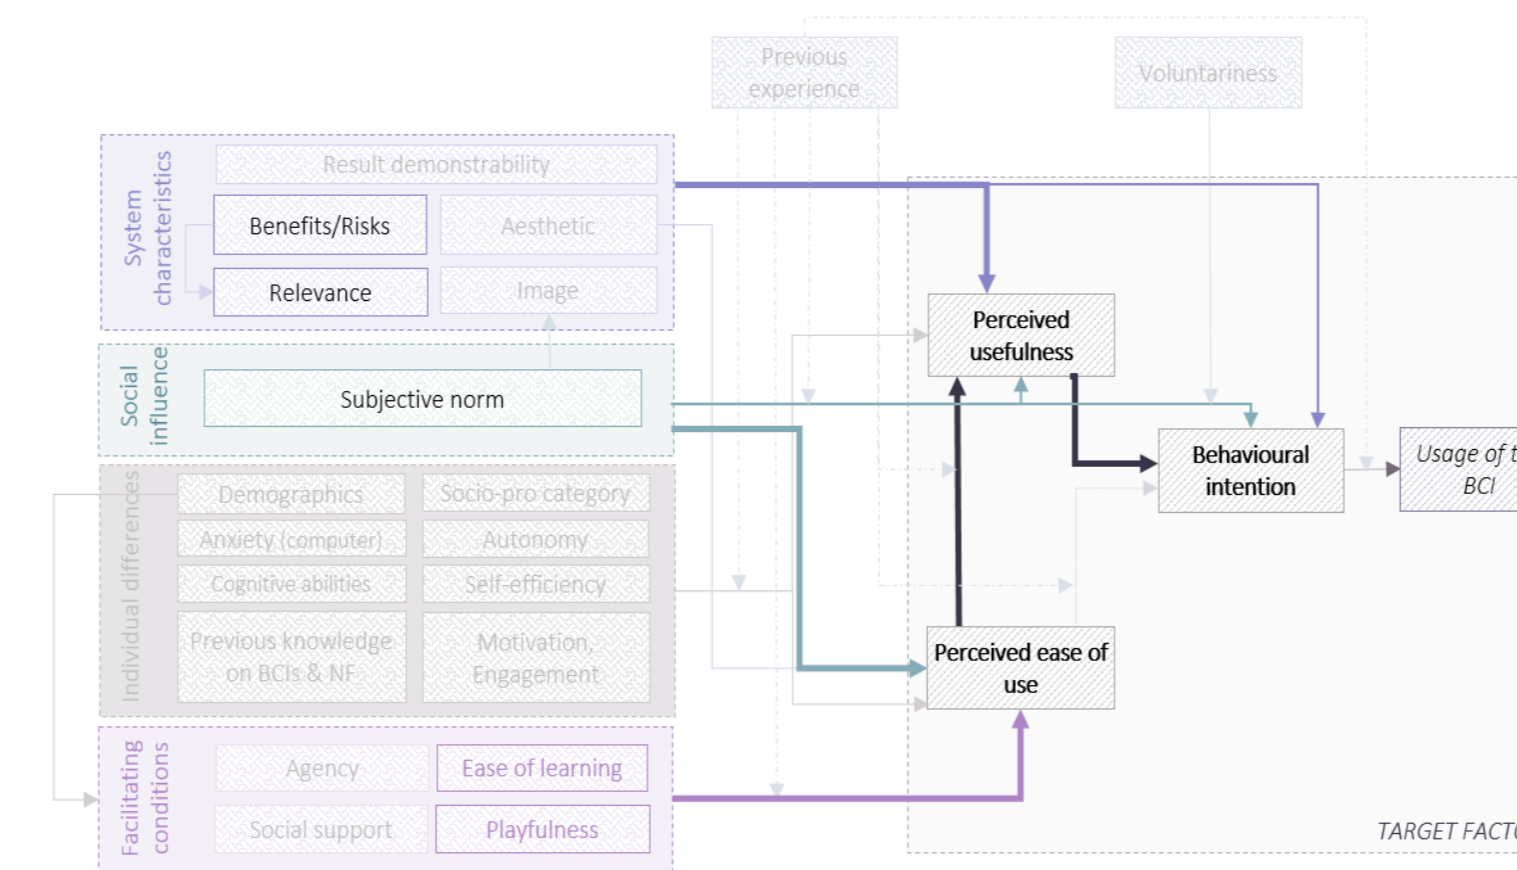 Previous
experience
Voluntariness
System
characteristics
Result demonstrability
Benefits/Risks
Aesthetic
Relevance
Image
Perceived
usefulness
Social
influence
Subjective norm
Behavioural
intention
Usage of t
BCI
Individual differences
Demographics
Socio-pro category
Anxiety (computer)
Autonomy
Cognitive abilities
Self-efficiency
Previous knowledge
on BCIs & NF
Motivation,
Engagement
Perceived ease of
use
Facilitating
conditions
Agency
Ease of learning
Social support
Playfulness
TARGET FACTO